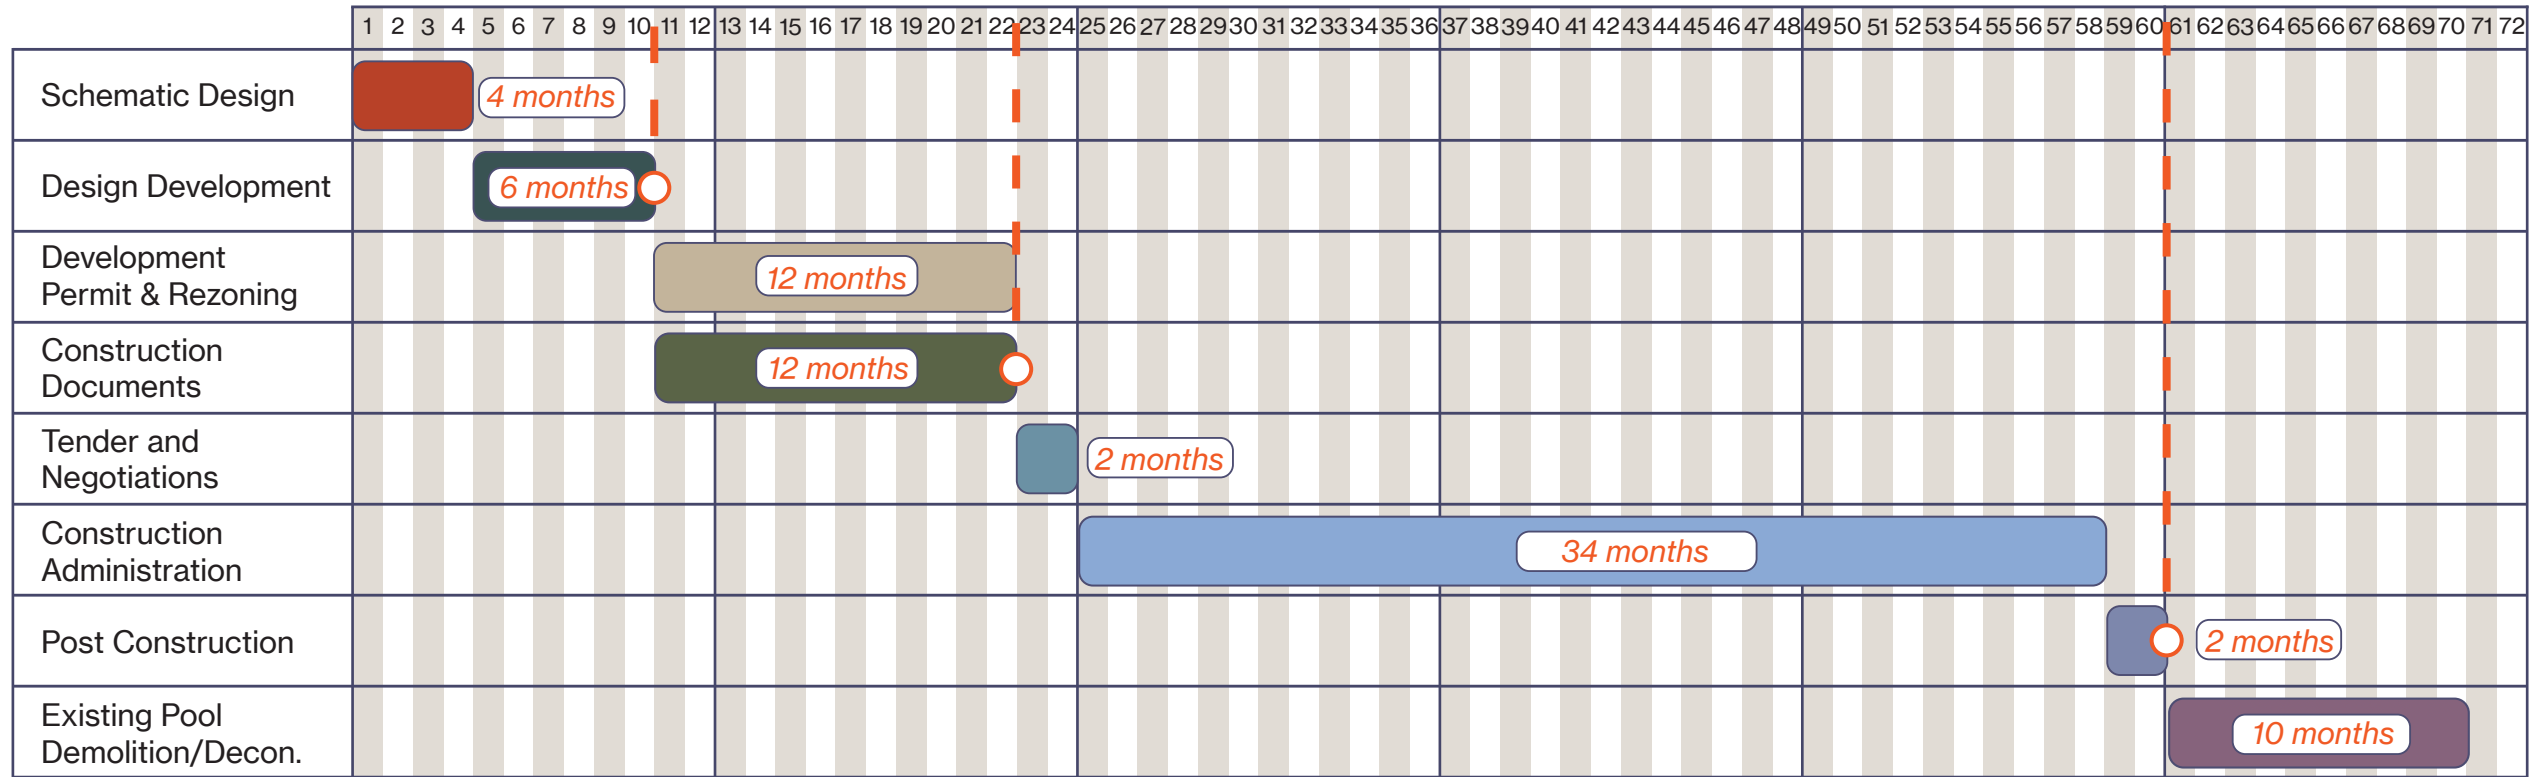 1 2 3 4 5 6 7 8 9 10 11 12 13 14 15 16 17 18 19 20 21 22 23 24 25 26 27 28 29 30 31 32 33 34 35 36 37 38 39 40 41 42 43 44 45 46 47 48 49 50 51 52 53 54 55 56 57 58 59 60 61 62 63 64 65 66 67 68 69 70 71 72
Schematic Design
4 months
Design Development
6 months
Development
Permit & Rezoning
12 months
Construction
Documents
12 months
Tender and
Negotiations
2 months
Construction
Administration
34 months
Post Construction
2 months
Existing Pool
Demolition/Decon.
10 months